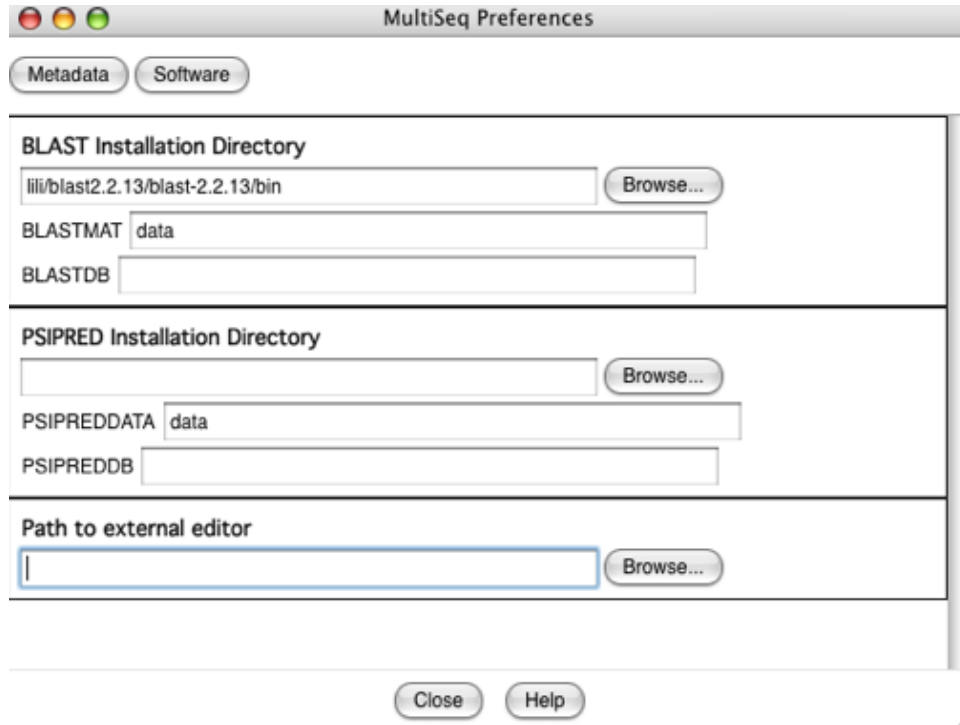 MultiSeq Preferences
Metadata Software
BLAST Installation Directory
lili/blast2.2.13/blast-2.2.13/bin Browse...
BLASTMAT data
BLASTDB
PSIPRED Installation Directory
Browse...
PSIPREDDATA data
PSIPREDDB
Path to external editor
Browse...
Close Help